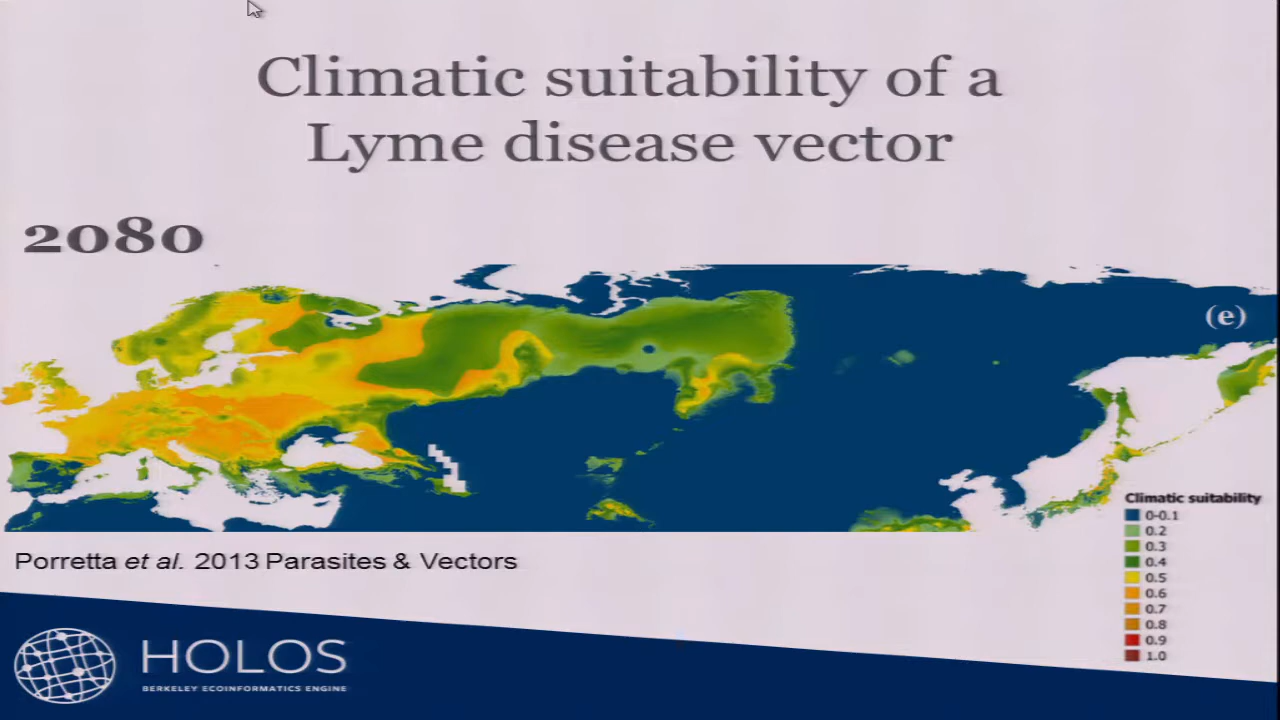 Climatic suitability of a
Lyme disease vector
2080
(e)
Climatic suitability
0-0.1
0.2
0.3
0.4
0.5
0.6
0.7
0.8
0.9
1.0
Porretta et al. 2013 Parasites & Vectors
HOLOS
BERKELEY ECOINFORMATICS ENGINE